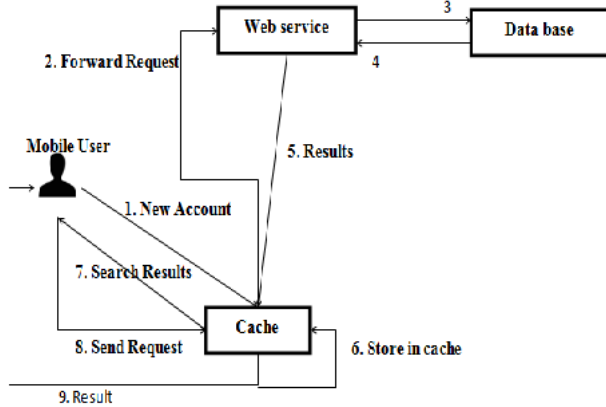 3
Web service
Data base
2. Forward Request
4
Mobile User
5. Results
1. New Account
7. Search Results
Cache
8. Send Request
6. Store in cache
9. Result